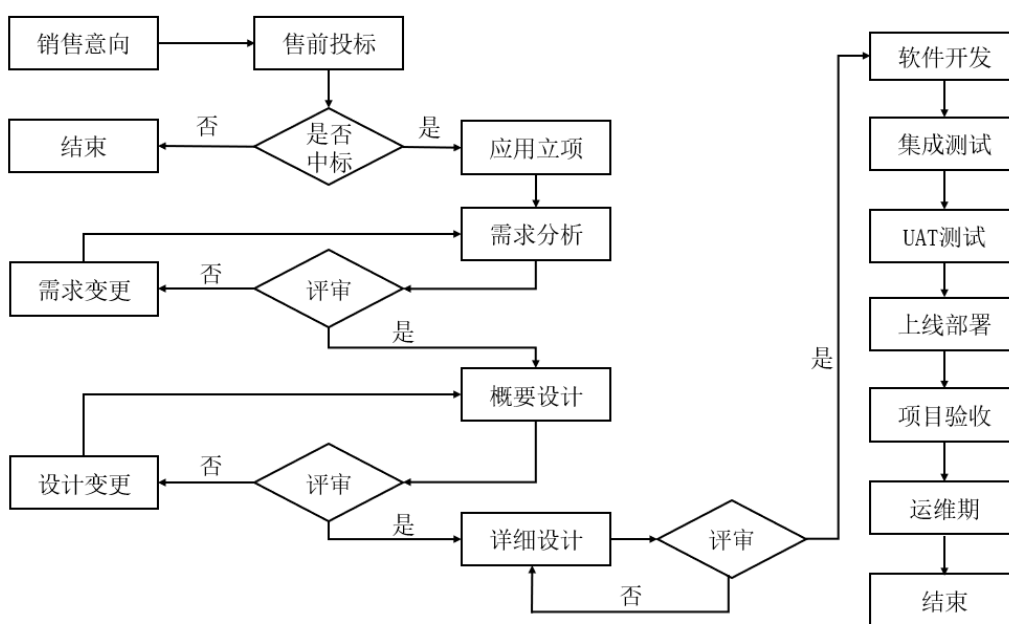 销售意向
售前投标
是否
中标
否
结束
是
应用立项
需求分析
评审
否
需求变更
是
概要设计
评审
否
设计变更
是
详细设计
评审
否
是
软件开发
集成测试
UAT测试
上线部署
项目验收
运维期
结束